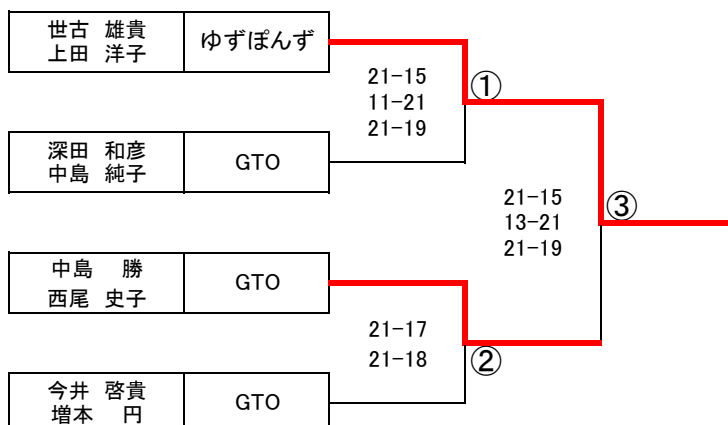 世古 雄貴
上田 洋子
ゆずぽんず
21-15
11-21
21-19
①
深田 和彦
中島 純子
GTO
21-15
13-21
21-19
③
中島 勝
西尾 史子
GTO
21-17
21-18
②
今井 啓貴
増本 円
GTO